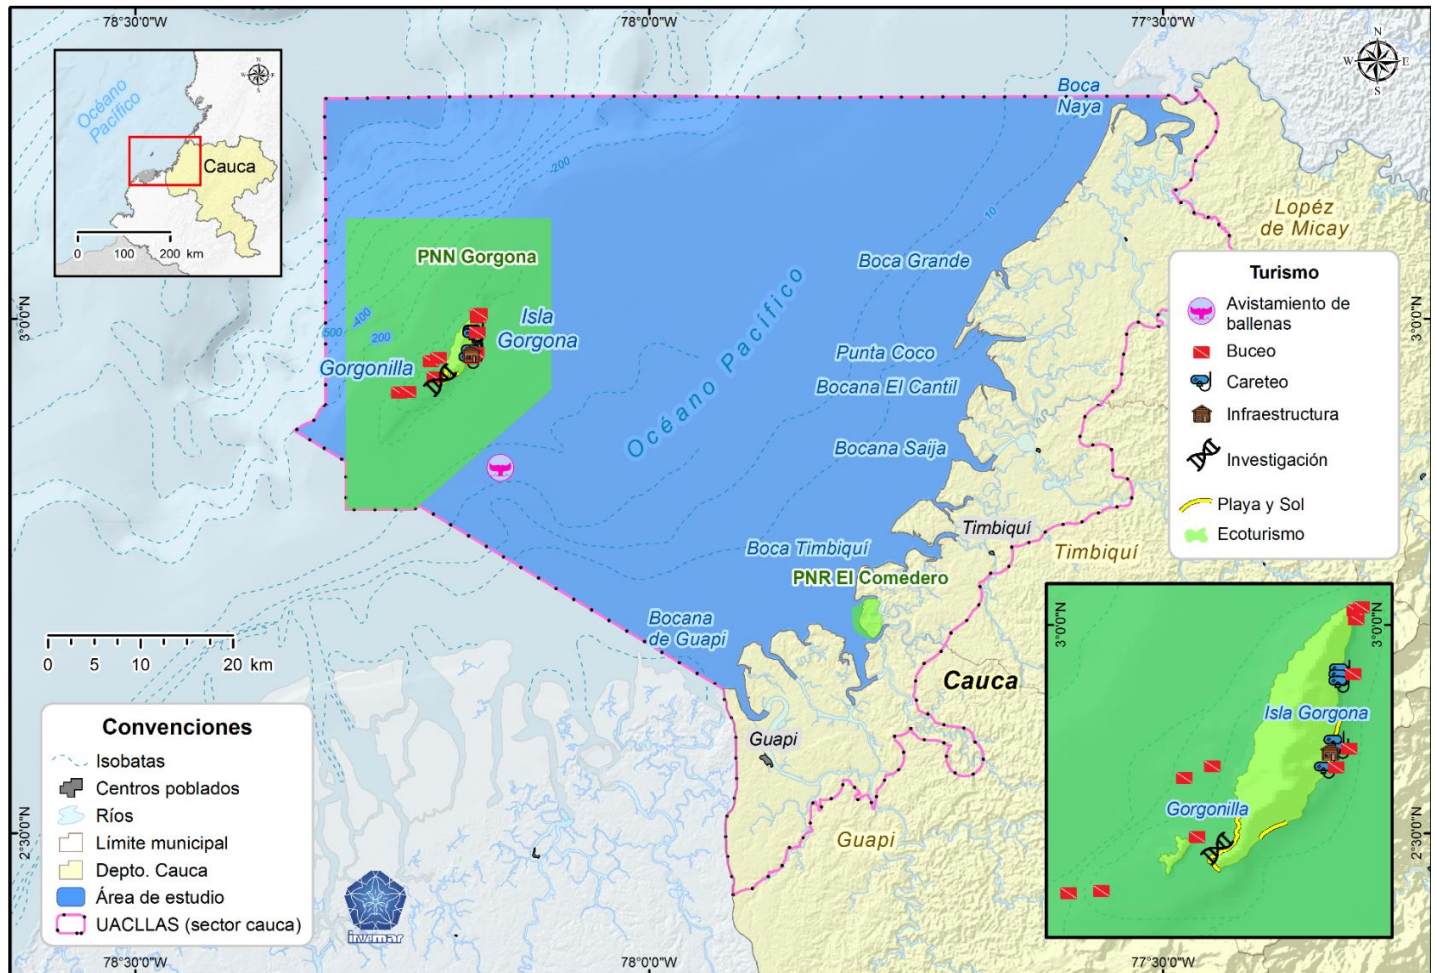 78°30'0"W
78°0'0"W
77°30'0"W
Océano
Pacífico
N
W
E
S
Cauca
0
100
200 km
N
W
E
S
Boca
Naya
-200
10
Lopéz
de Micay
PNN Gorgona
Boca Grande
3°0'0"N
3°0'0"N
-400
500
200
Isla
Gorgona
Gorgonilla
Océano Pacífico
Punta Coco
Bocana El Cantil
Bocana Saija
Turismo
Avistamiento de
ballenas
Buceo
Careteo
Infraestructura
Investigación
Playa y Sol
Ecoturismo
Timbiquí
Boca Timbiquí
Timbiquí
PNR El Comedero
Bocana
de Guapi
0
5
10
20 km
Cauca
Guapi
Guapi
3°0'0"N
3°0'0"N
Isla Gorgona
Gorgonilla
2°30'0"N
2°30'0"N
Convenciones
Isobatas
Centros poblados
Ríos
Límite municipal
Depto. Cauca
Área de estudio
UACLLAS (sector cauca)
invemar
78°30'0"W
78°0'0"W
77°30'0"W